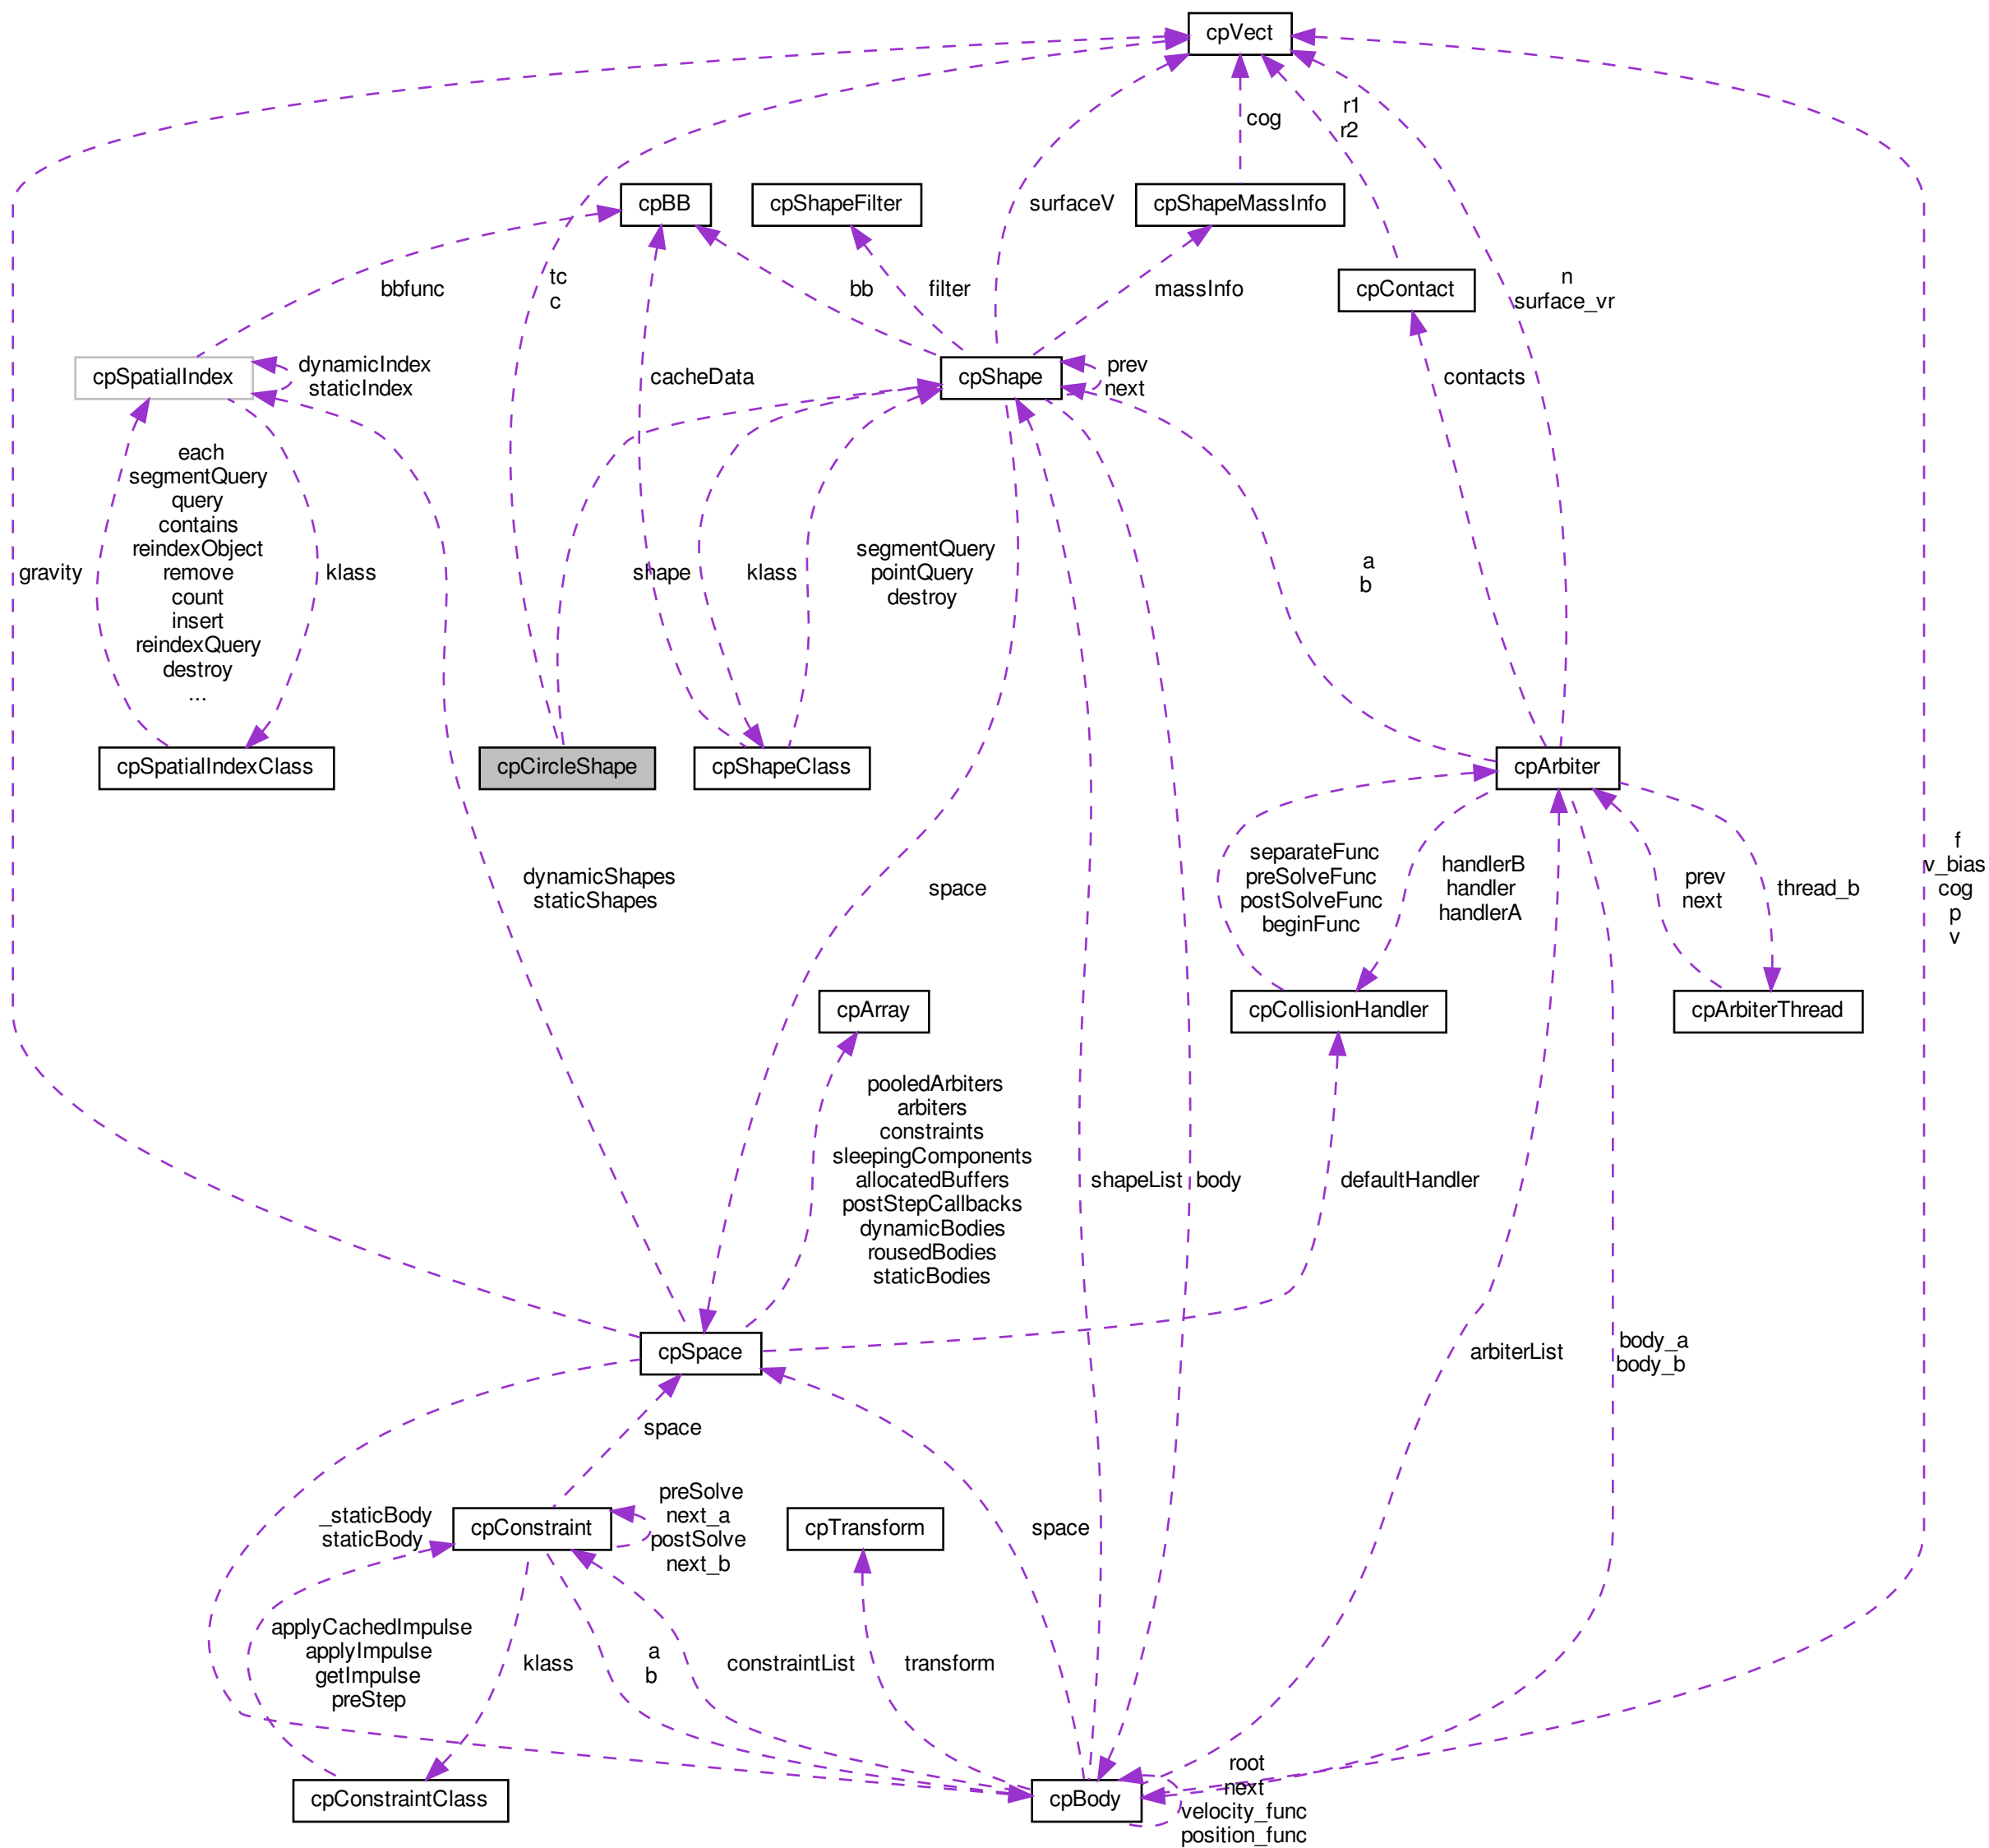 cpVect
r1
r2
cog
cpBB
cpShapeFilter
surfaceV
cpShapeMassInfo
bbfunc
tc
c
bb
filter
massInfo
cpContact
n
surface_vr
cpSpatialIndex
dynamicIndex
staticIndex
cacheData
cpShape
prev
next
contacts
each
segmentQuery
query
contains
reindexObject
remove
count
insert
reindexQuery
destroy
...
gravity
klass
shape
klass
segmentQuery
pointQuery
destroy
a
b
cpSpatialIndexClass
cpCircleShape
cpShapeClass
cpArbiter
dynamicShapes
staticShapes
space
separateFunc
preSolveFunc
postSolveFunc
beginFunc
handlerB
handler
handlerA
prev
next
thread_b
f
v_bias
cog
p
v
cpArray
cpCollisionHandler
cpArbiterThread
pooledArbiters
arbiters
constraints
sleepingComponents
allocatedBuffers
postStepCallbacks
dynamicBodies
rousedBodies
staticBodies
shapeList
body
defaultHandler
cpSpace
arbiterList
body_a
body_b
space
_staticBody
staticBody
cpConstraint
preSolve
next_a
postSolve
next_b
cpTransform
space
applyCachedImpulse
applyImpulse
getImpulse
preStep
klass
a
b
constraintList
transform
cpConstraintClass
cpBody
root
next
velocity_func
position_func